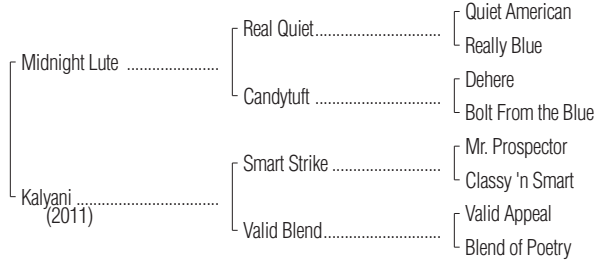 Quiet American
Real Quiet
Really Blue
Midnight Lute
Dehere
Candytuft
Bolt From the Blue
Mr. Prospector
Smart Strike
Classy 'n Smart
Kalyani
(2011)
Valid Appeal
Valid Blend
Blend of Poetry